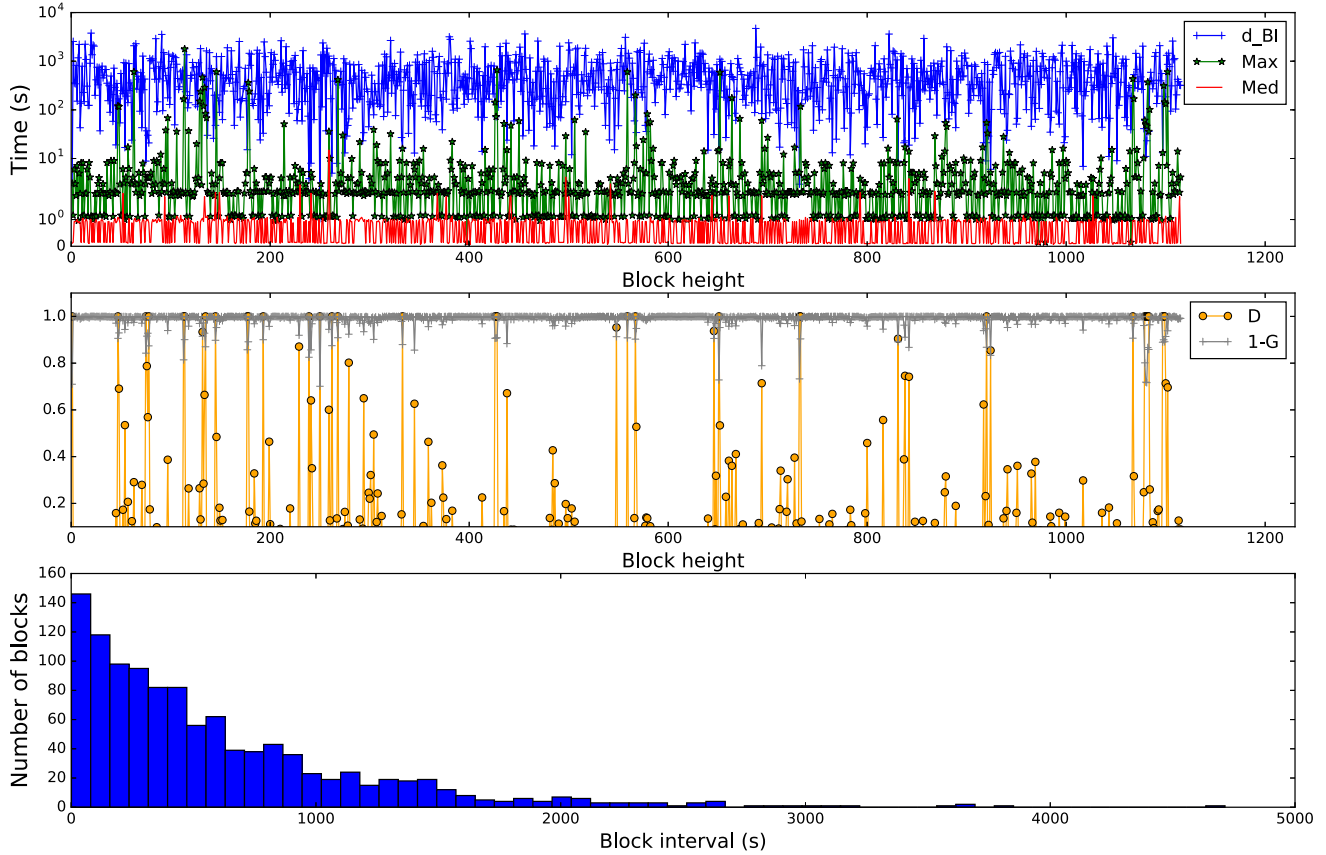 10⁴
10³
10²
10¹
10⁰
0
Time (s)
d_BI
Max
Med
0 200 400 600 800 1000 1200
Block height
1.0
0.8
0.6
0.4
0.2
D
1-G
0 200 400 600 800 1000 1200
Block height
160
140
120
100
80
60
40
20
0
Number of blocks
0 1000 2000 3000 4000 5000
Block interval (s)